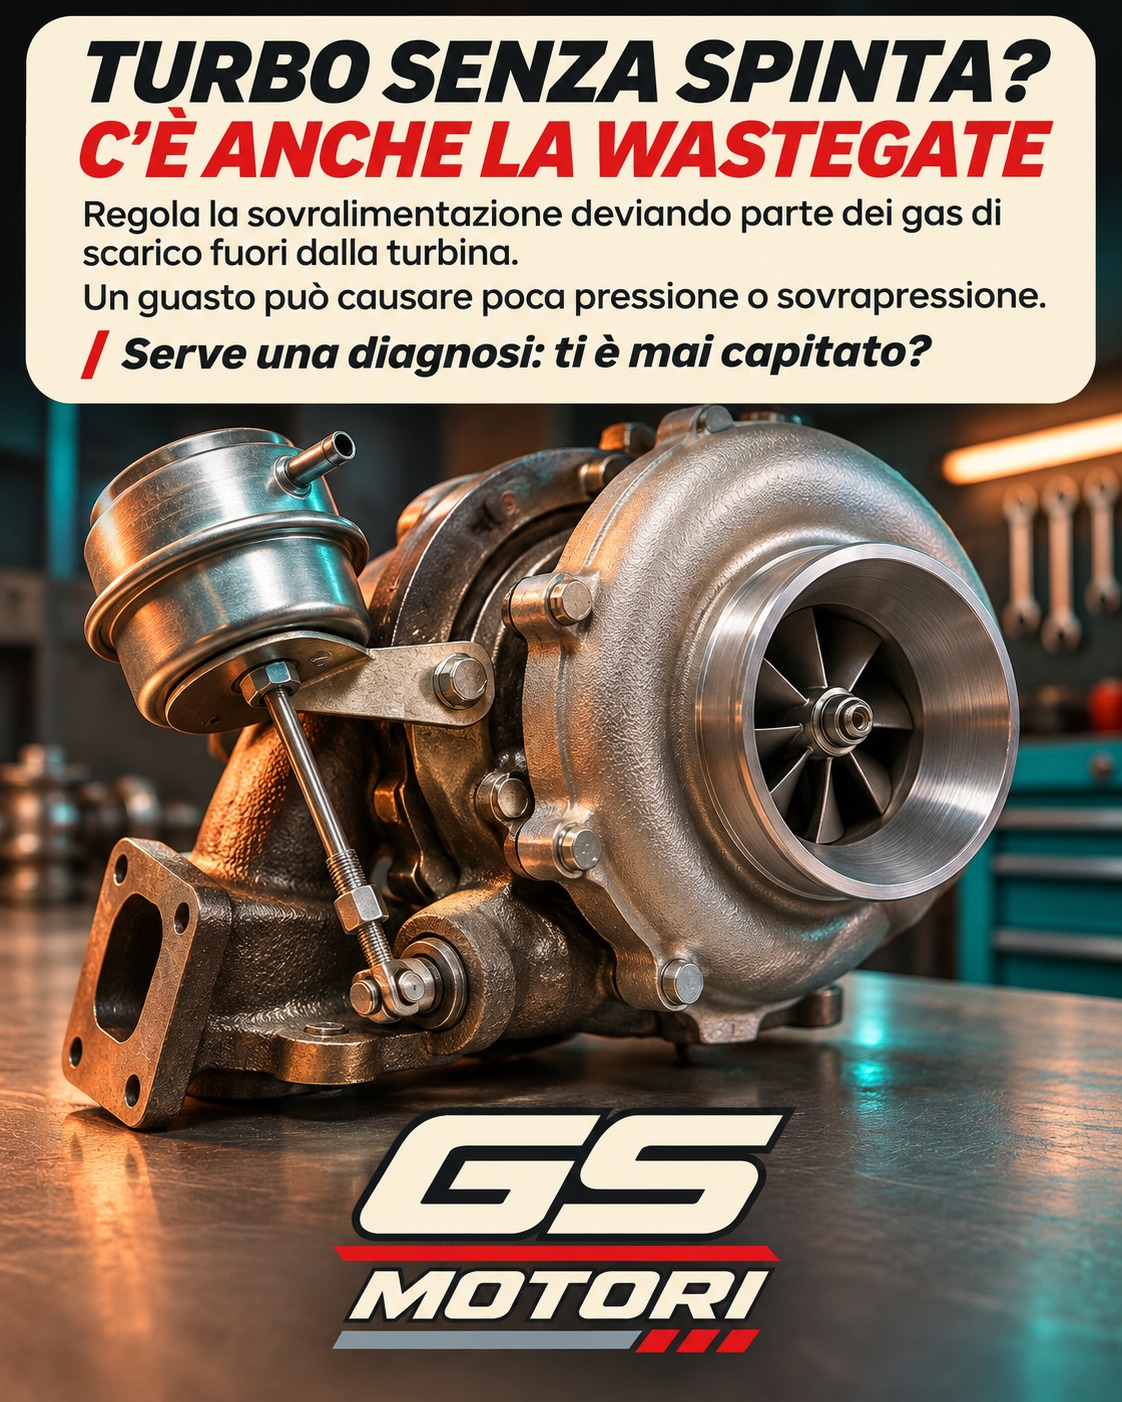 TURBO SENZA SPINTA?
C’È ANCHE LA WASTEGATE
Regola la sovralimentazione deviando parte dei gas di
scarico fuori dalla turbina.
Un guasto può causare poca pressione o sovrapressione.
Serve una diagnosi: ti è mai capitato?
GS
MOTORI